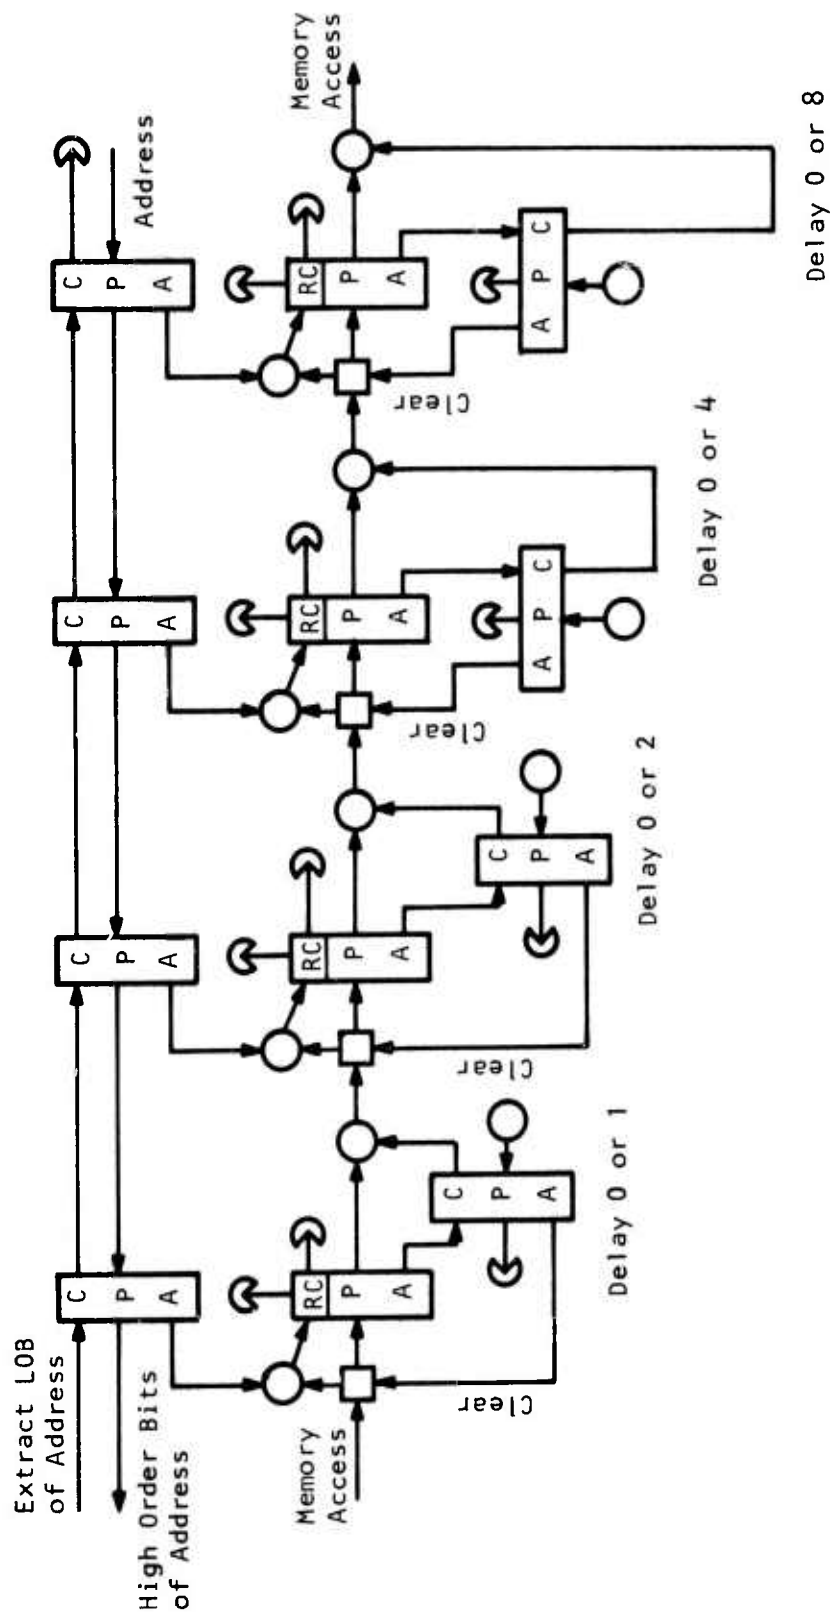 Extract LOB
of Address
C
P
A
C
P
A
C
P
A
C
P
A
High Order Bits
of Address
Address
Memory
Access
RC
P
A
RC
P
A
RC
P
A
RC
P
A
Memory
Access
Clear
C
P
A
Clear
C
P
A
Clear
A P C
Clear
A P C
Delay 0 or 1
Delay 0 or 2
Delay 0 or 4
Delay 0 or 8